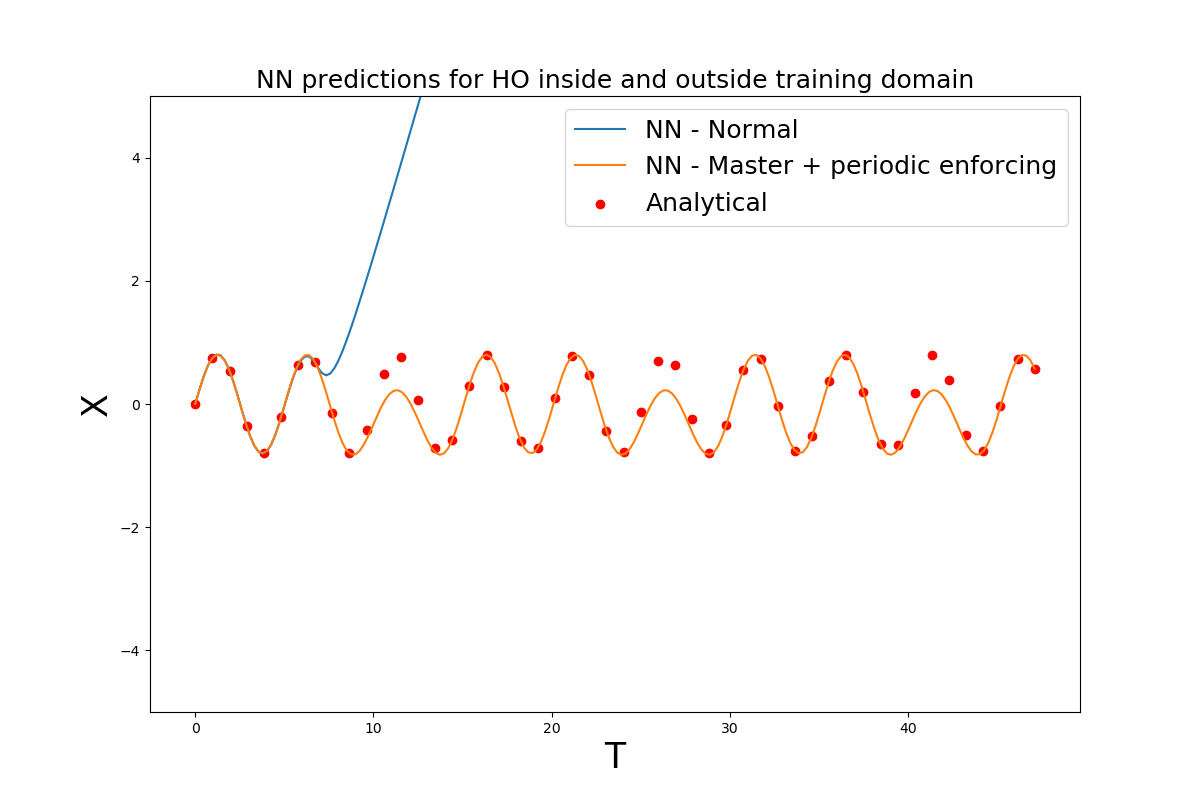 NN predictions for HO inside and outside training domain
NN - Normal
NN - Master + periodic enforcing
Analytical
4
2
0
−2
−4
X
0 10 20 30 40
T